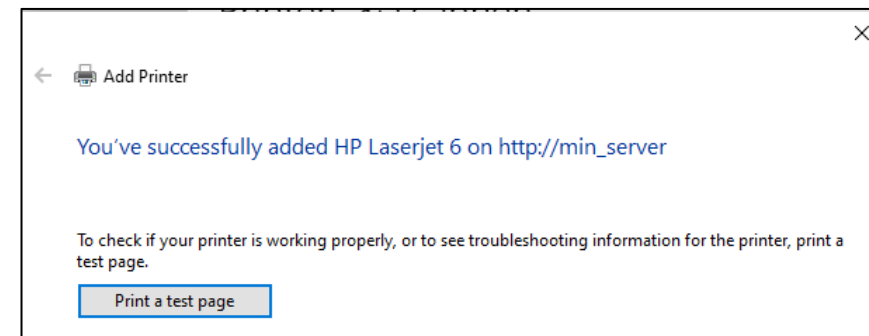 Add Printer
You've successfully added HP Laserjet 6 on http://min_server
To check if your printer is working properly, or to see troubleshooting information for the printer, print a
test page.
Print a test page